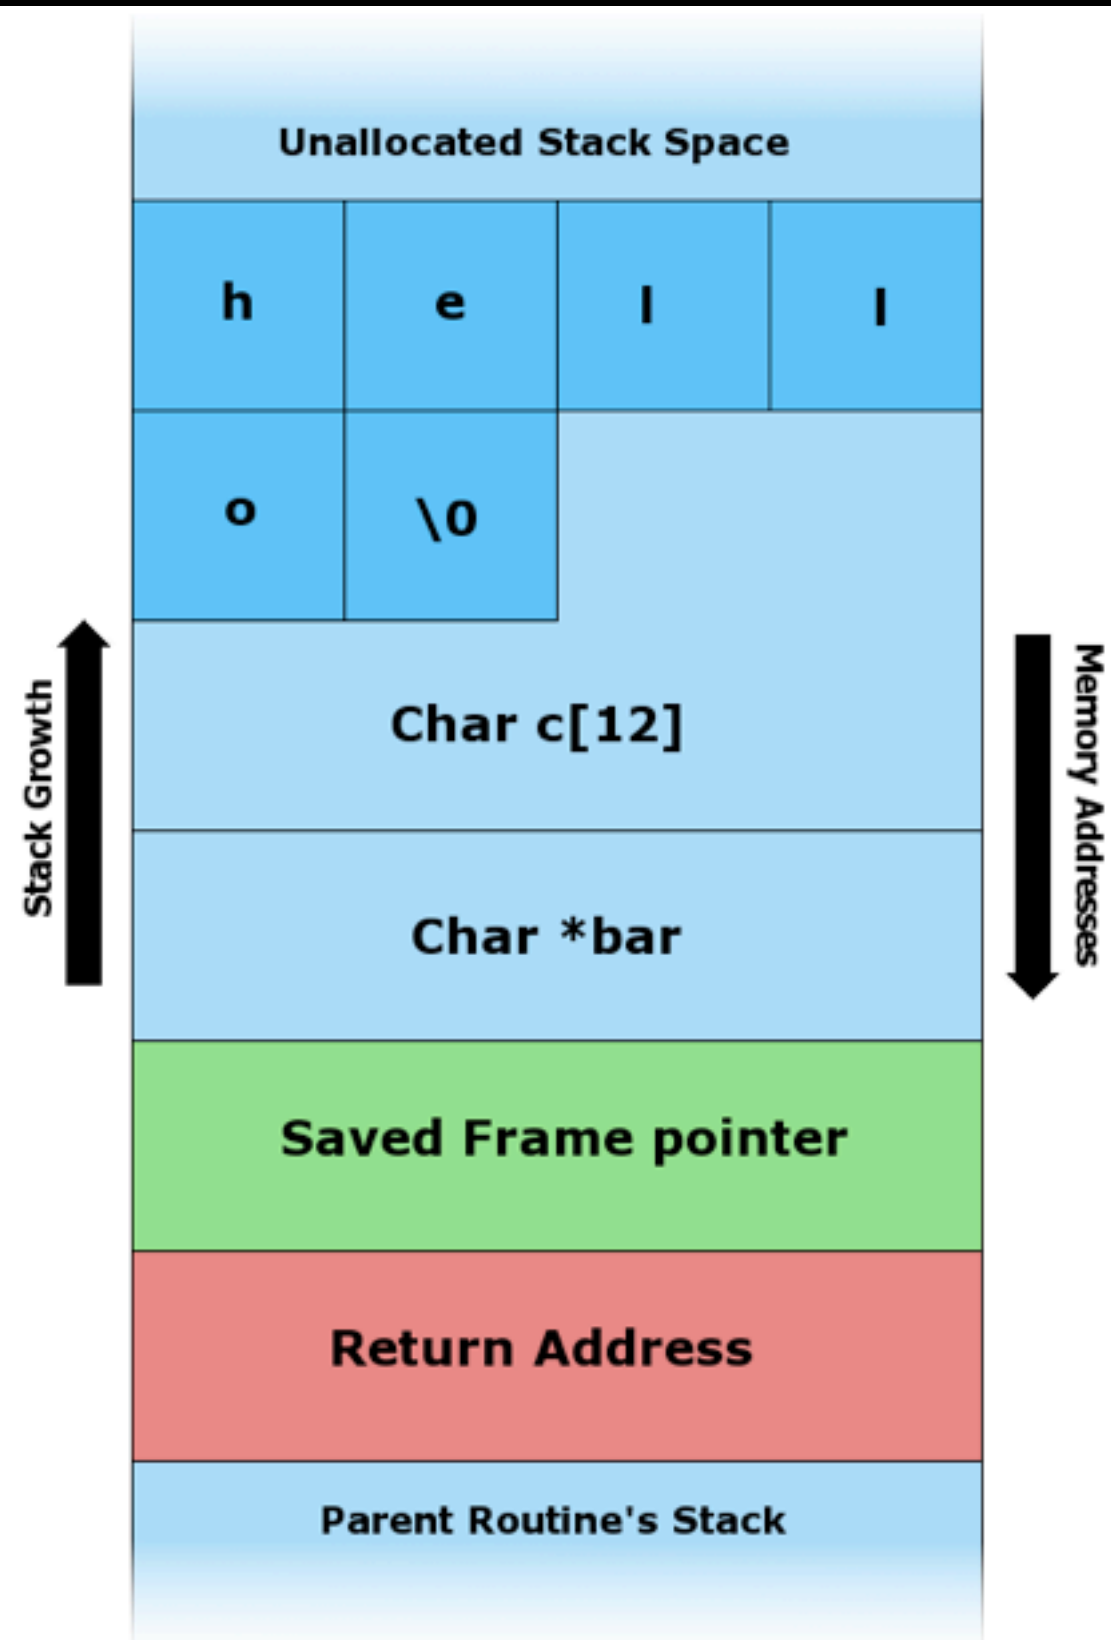 Unallocated Stack Space
h e l l
o \0
Stack Growth
Memory Addresses
Char c[12]
Char *bar
Saved Frame pointer
Return Address
Parent Routine's Stack